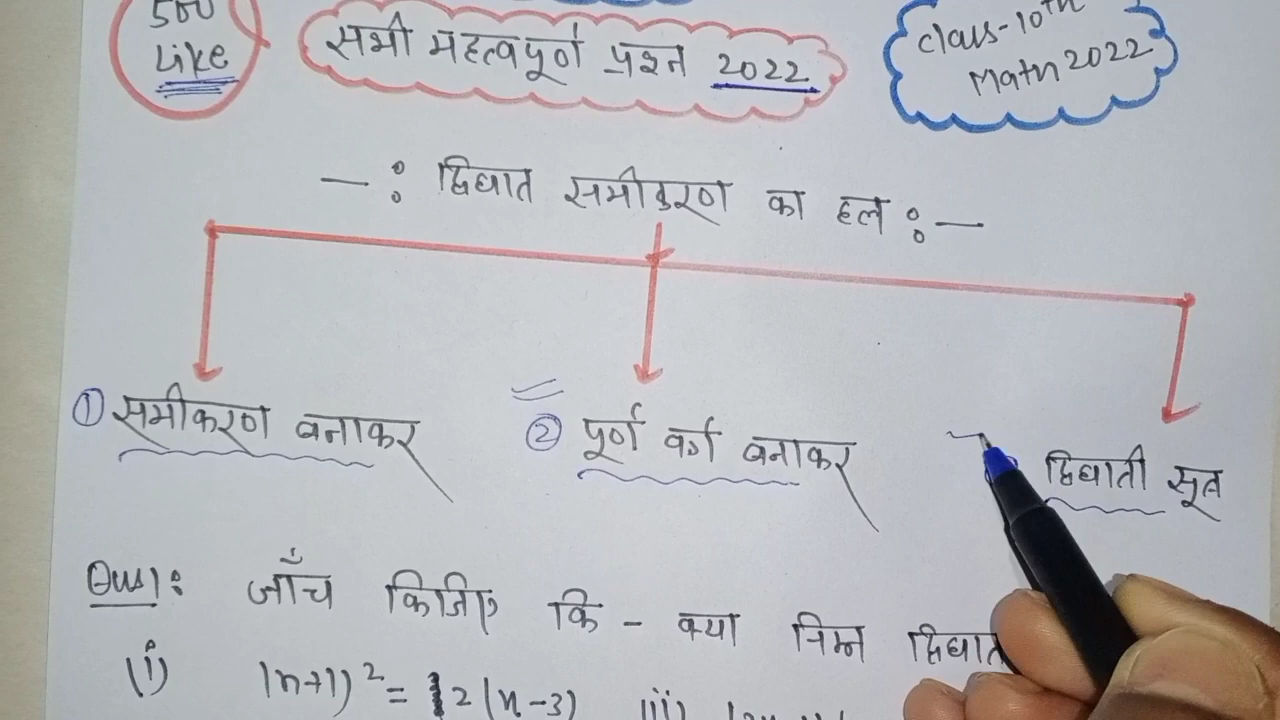 500
Like
सभी महत्वपूर्ण प्रश्न 2022
Class-10th
Math 2022
—: द्विघात समीकरण का हल :—
① समीकरण बनाकर
② पूर्ण वर्ग बनाकर
द्विघाती सूत्र
Qus1: जाँच किजिए कि - क्या निम्न द्विघात
(i) (x+1)² = 2(x-3) (ii)